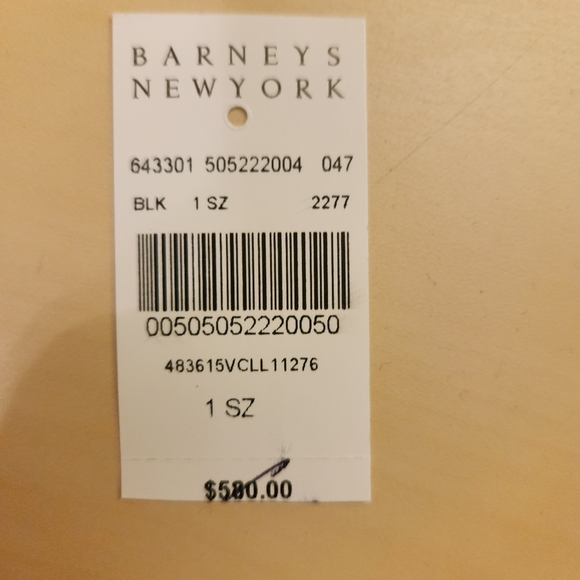 BARNEYS
NEWYORK
643301 505222004 047
BLK 1 SZ 2277
00505052220050
483615VCLL11276
1 SZ
$580.00